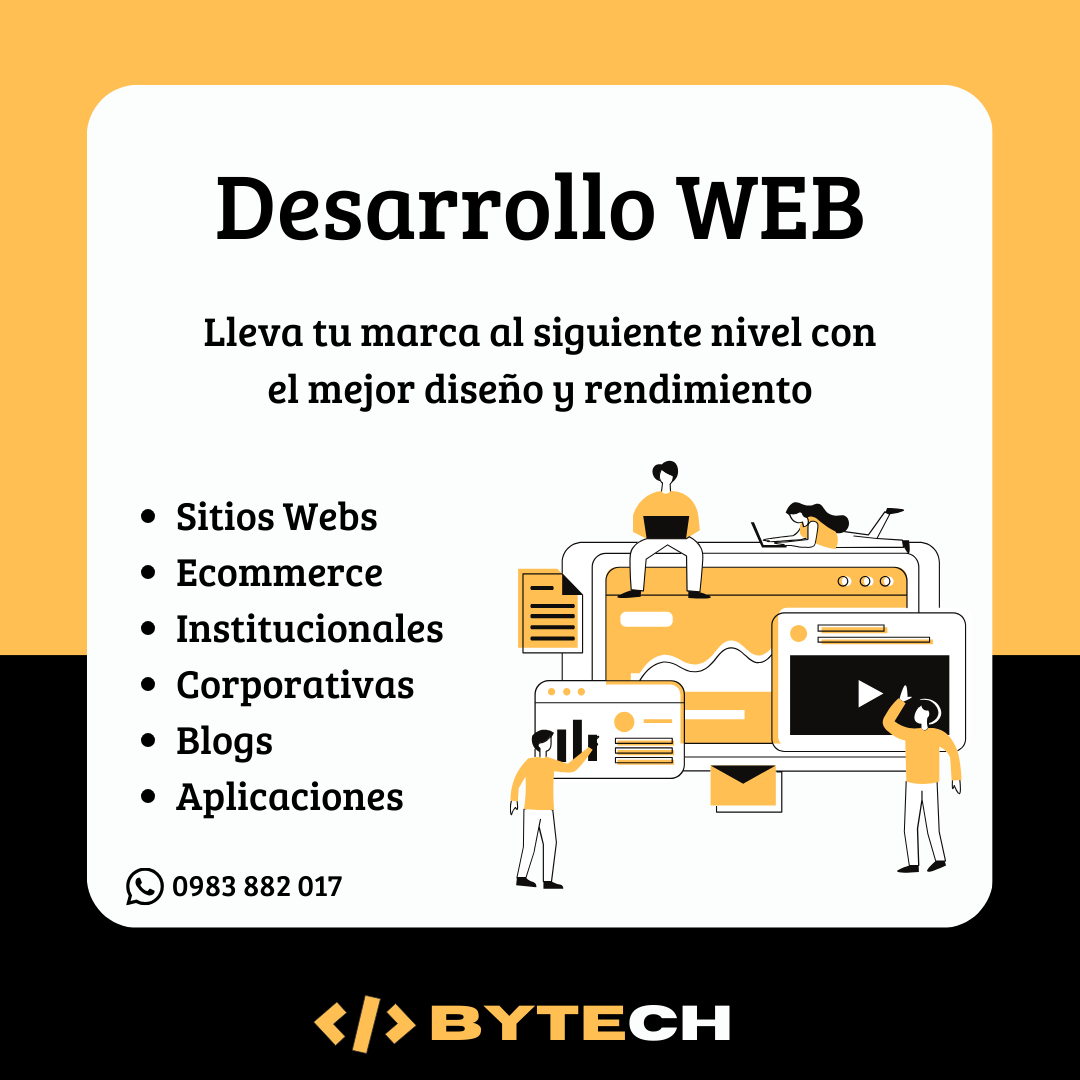 Desarrollo WEB
Lleva tu marca al siguiente nivel con
el mejor diseño y rendimiento
Sitios Webs
Ecommerce
Institucionales
Corporativas
Blogs
Aplicaciones
0983 882 017
</> BYTECH